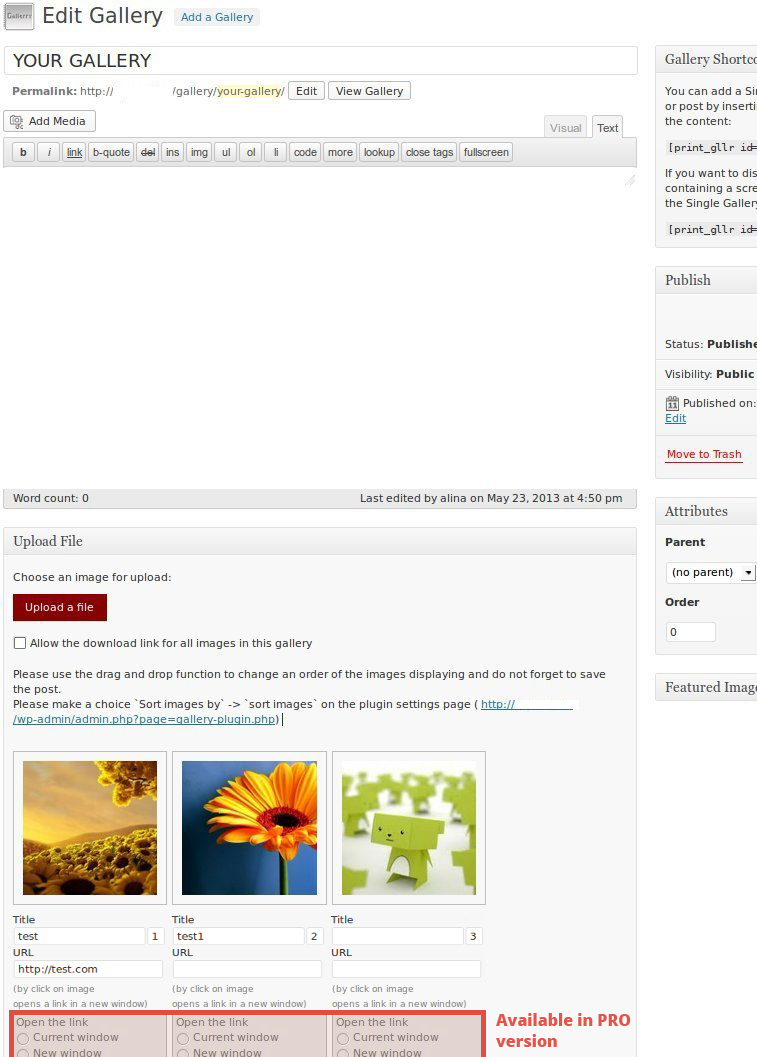 Gallery
Edit Gallery Add a Gallery
YOUR GALLERY
Permalink: http:// /gallery/your-gallery/ Edit View Gallery
Add Media
Visual Text
b i link b-quote del ins img ul ol li code more lookup close tags fullscreen
Word count: 0 Last edited by alina on May 23, 2013 at 4:50 pm
Upload File
Choose an image for upload:
Upload a file
Allow the download link for all images in this gallery
Please use the drag and drop function to change an order of the images displaying and do not forget to save
the post.
Please make a choice `Sort images by` -> `sort images` on the plugin settings page ( http://
/wp-admin/admin.php?page=gallery-plugin.php)
Title Title Title
test 1 test1 2 3
URL URL URL
http://test.com
(by click on image (by click on image (by click on image
opens a link in a new window) opens a link in a new window) opens a link in a new window)
Open the link Open the link Open the link
Current window Current window Current window
New window New window New window
Available in PRO
version
Gallery Shortco
You can add a Si
or post by inserti
the content:
[print_gllr id=
If you want to dis
containing a scre
the Single Gallery
[print_gllr id=
Publish
Status: Publishe
Visibility: Public
11 Published on:
Edit
Move to Trash
Attributes
Parent
(no parent)
Order
0
Featured Image